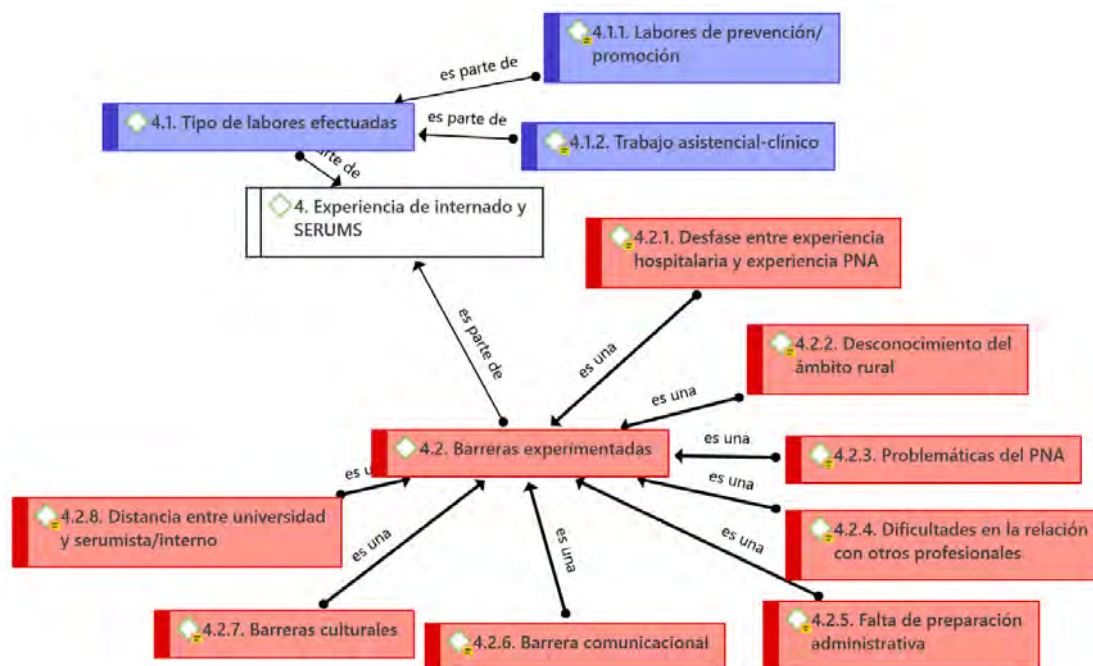 4.1.1. Labores de prevención/
promoción
es parte de
4.1. Tipo de labores efectuadas
es parte de
4.1.2. Trabajo asistencial-clínico
parte de
4. Experiencia de internado y
SERUMS
4.2.1. Desfase entre experiencia
hospitalaria y experiencia PNA
es parte de
es una
4.2.2. Desconocimiento del
ámbito rural
es una
4.2. Barreras experimentadas
es una
4.2.3. Problemáticas del PNA
es una
4.2.8. Distancia entre universidad
y serumista/interno
es una
4.2.4. Dificultades en la relación
con otros profesionales
es una
es una
4.2.7. Barreras culturales
4.2.6. Barrera comunicacional
4.2.5. Falta de preparación
administrativa